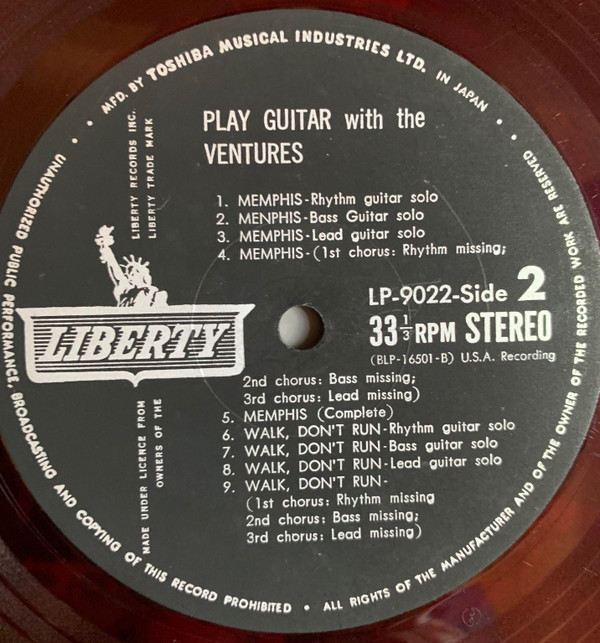 MFD. BY TOSHIBA MUSICAL INDUSTRIES LTD. IN JAPAN
LIBERTY RECORDS INC.
LIBERTY TRADE MARK
PLAY GUITAR with the
VENTURES
1. MEMPHIS-Rhythm guitar solo
2. MENPHIS-Bass Guitar solo
3. MEMPHIS-Lead guitar solo
4. MEMPHIS-(1st chorus: Rhythm missing;
LP-9022-Side 2
33 1/3 RPM STEREO
(BLP-16501-B) U.S.A. Recording
LIBERTY
2nd chorus: Bass missing;
3rd chorus: Lead missing)
5. MEMPHIS (Complete)
6. WALK, DON'T RUN-Rhythm guitar solo
7. WALK, DON'T RUN-Bass guitar solo
8. WALK, DON'T RUN-Lead guitar solo
9. WALK, DON'T RUN-
(1st chorus: Rhythm missing
2nd chorus: Bass missing;
3rd chorus: Lead missing)
MADE UNDER LICENCE FROM
OWNERS OF THE
UNAUTHORIZED PUBLIC PERFORMANCE, BROADCASTING AND COPYING OF THIS RECORD PROHIBITED • ALL RIGHTS OF THE MANUFACTURER AND OF THE OWNER OF THE RECORDED WORK ARE RESERVED